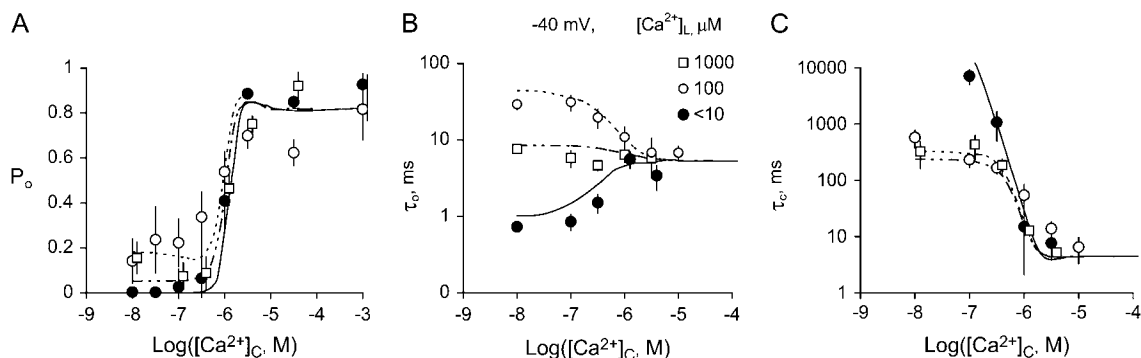 A
B
-40 mV, [Ca²⁺]L, μM
C
1
0.8
0.6
0.4
0.2
0
Po
-9 -8 -7 -6 -5 -4 -3
Log([Ca²⁺]C, M)
100
10
1
0.1
τo, ms
1000
100
<10
-9 -8 -7 -6 -5 -4
Log([Ca²⁺]C, M)
10000
1000
100
10
1
τc, ms
-9 -8 -7 -6 -5 -4
Log([Ca²⁺]C, M)